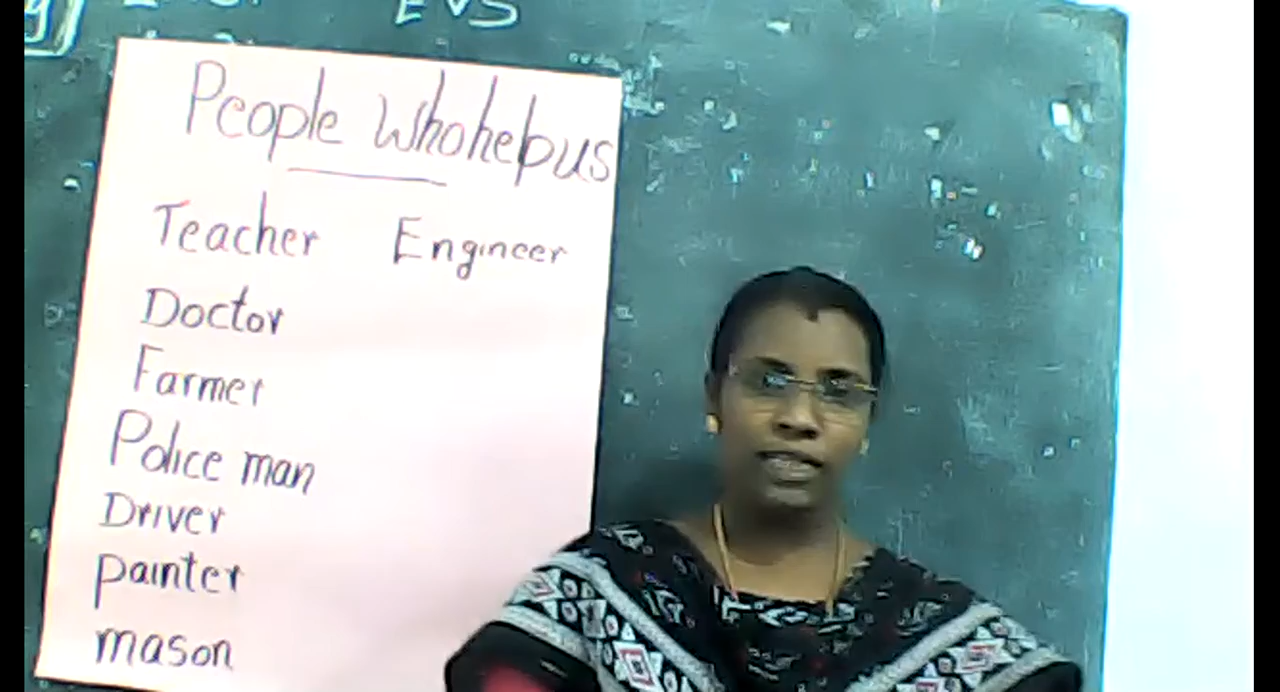 EVS
People Whohelpus
Teacher Engineer
Doctor
Farmer
Police man
Driver
painter
mason